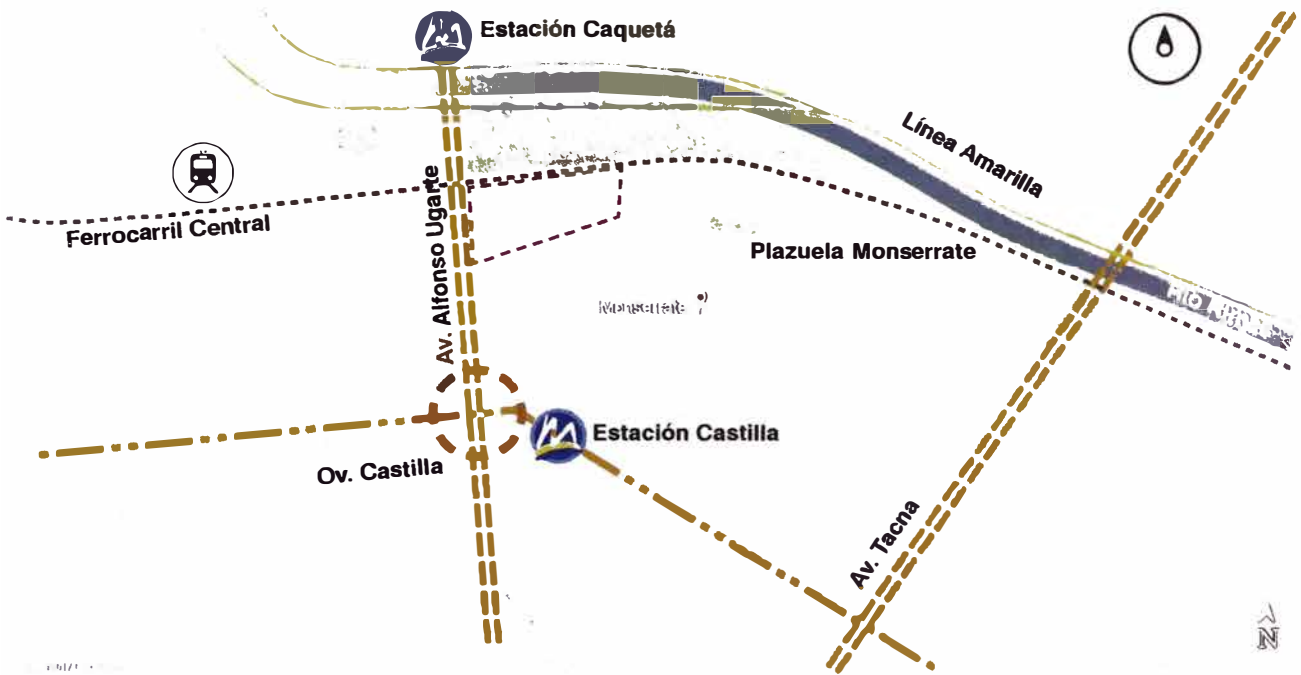 Estación Caquetá
Línea Amarilla
Ferrocarril Central
Av. Alfonso Ugarte
Plazuela Monserrate
Monserrate
Estación Castilla
Ov. Castilla
Av. Tacna
N